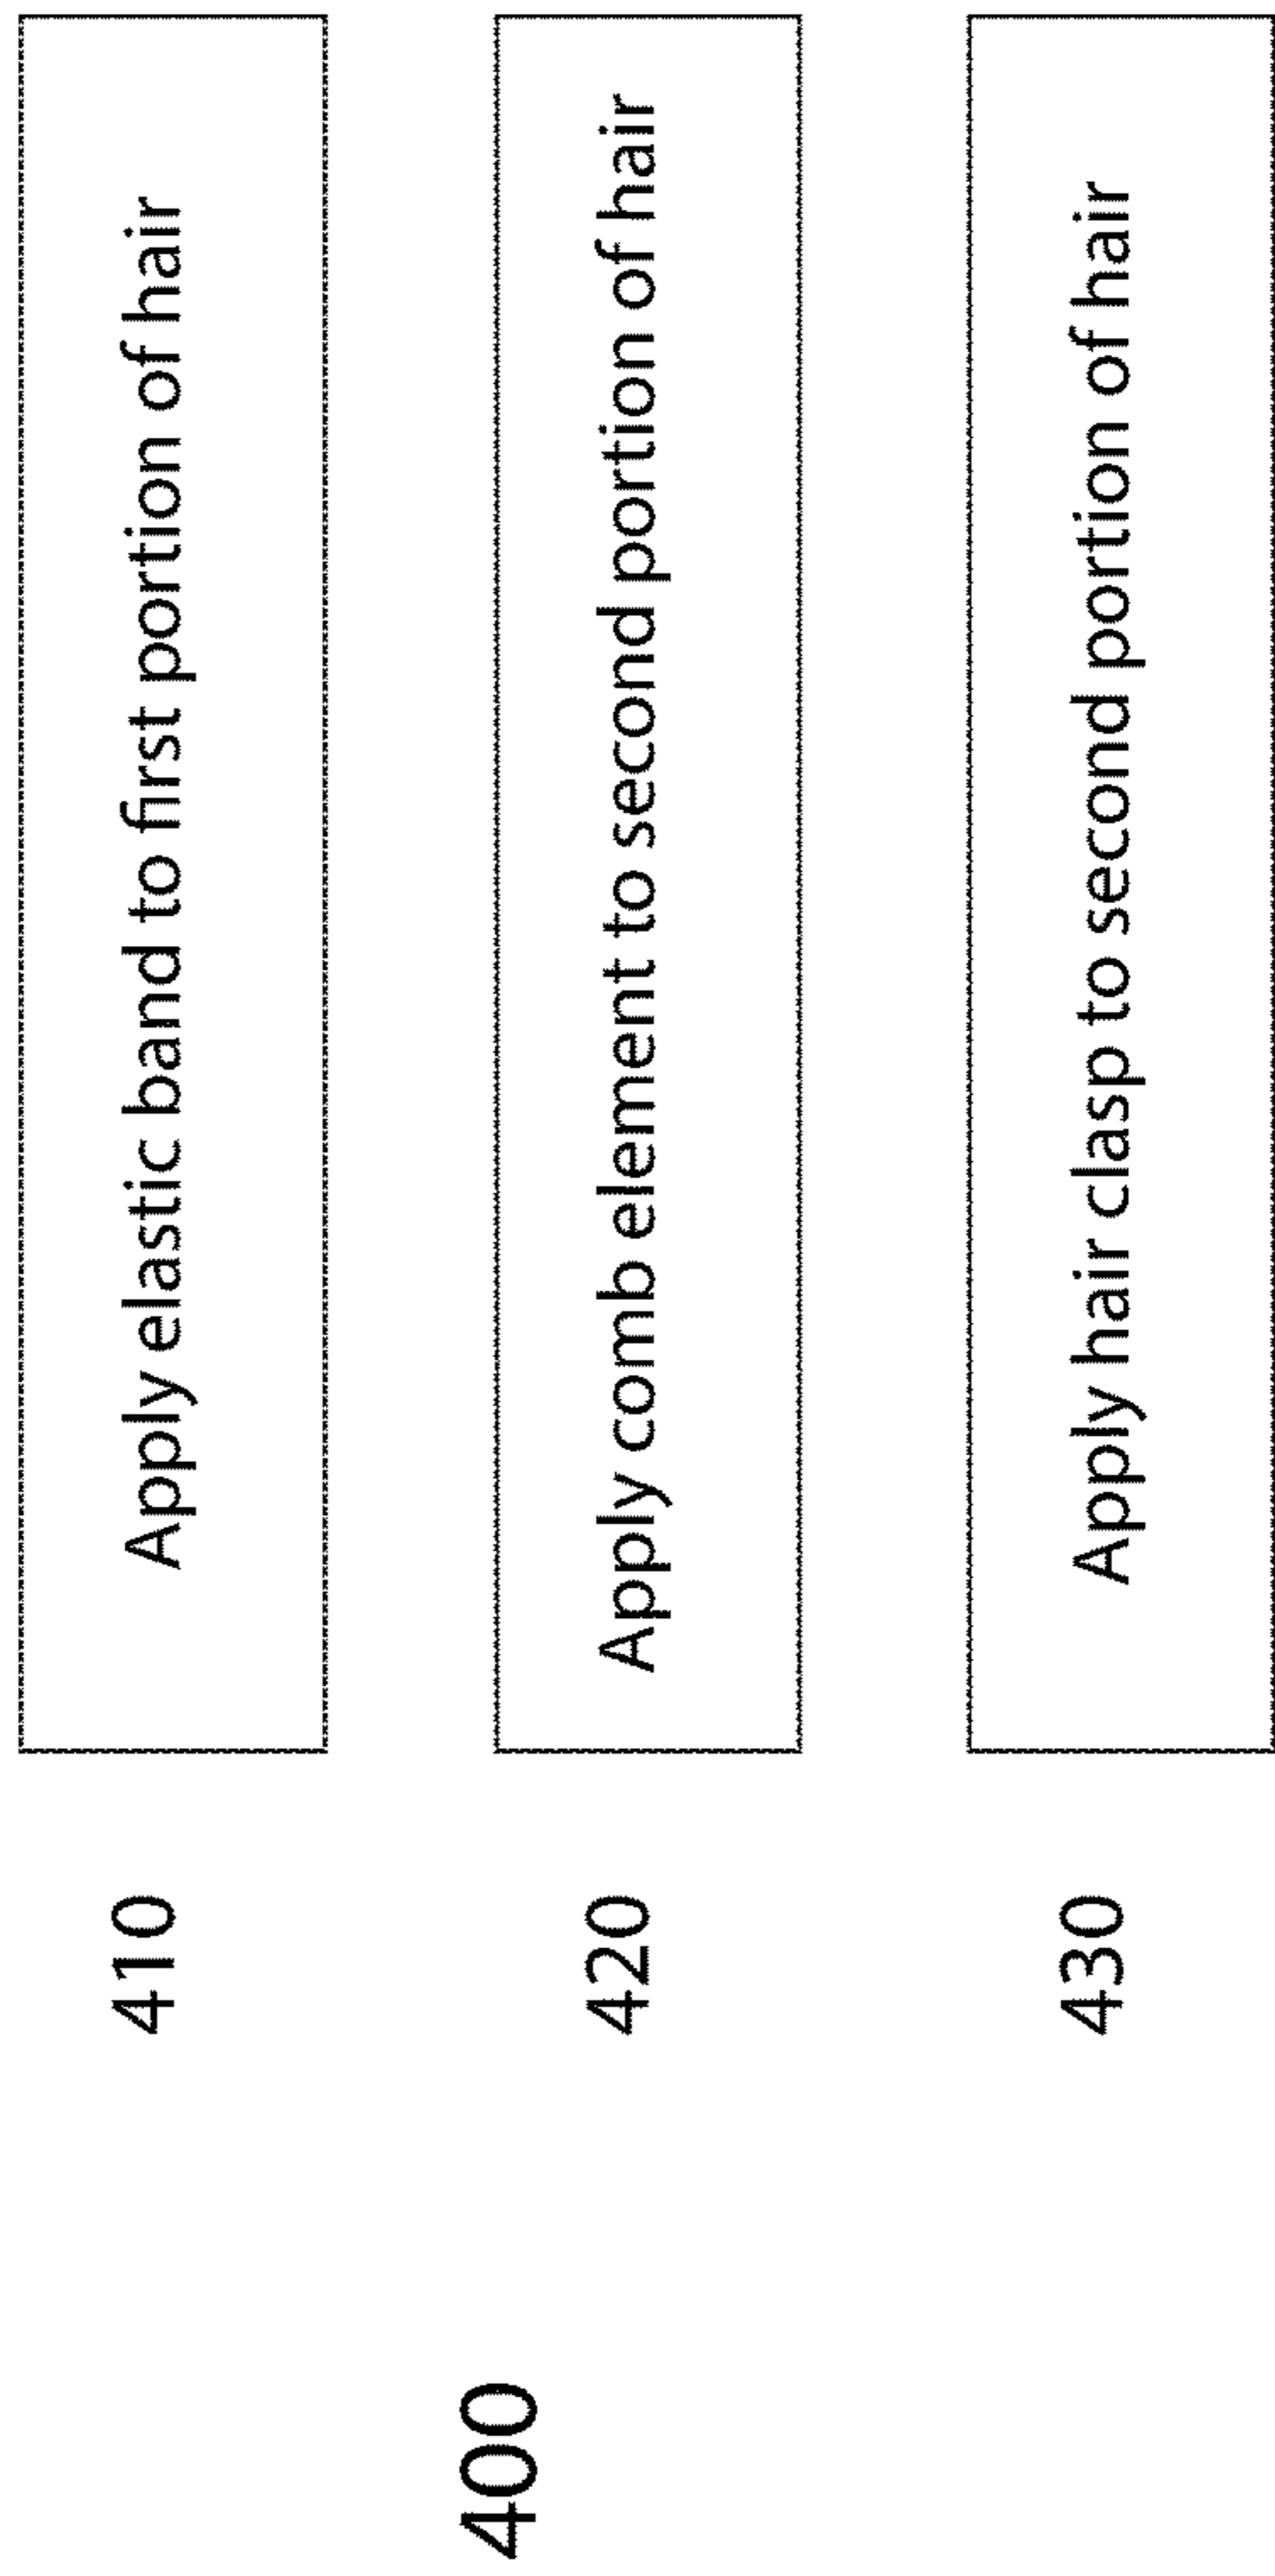 400
410
Apply elastic band to first portion of hair
420
Apply comb element to second portion of hair
430
Apply hair clasp to second portion of hair